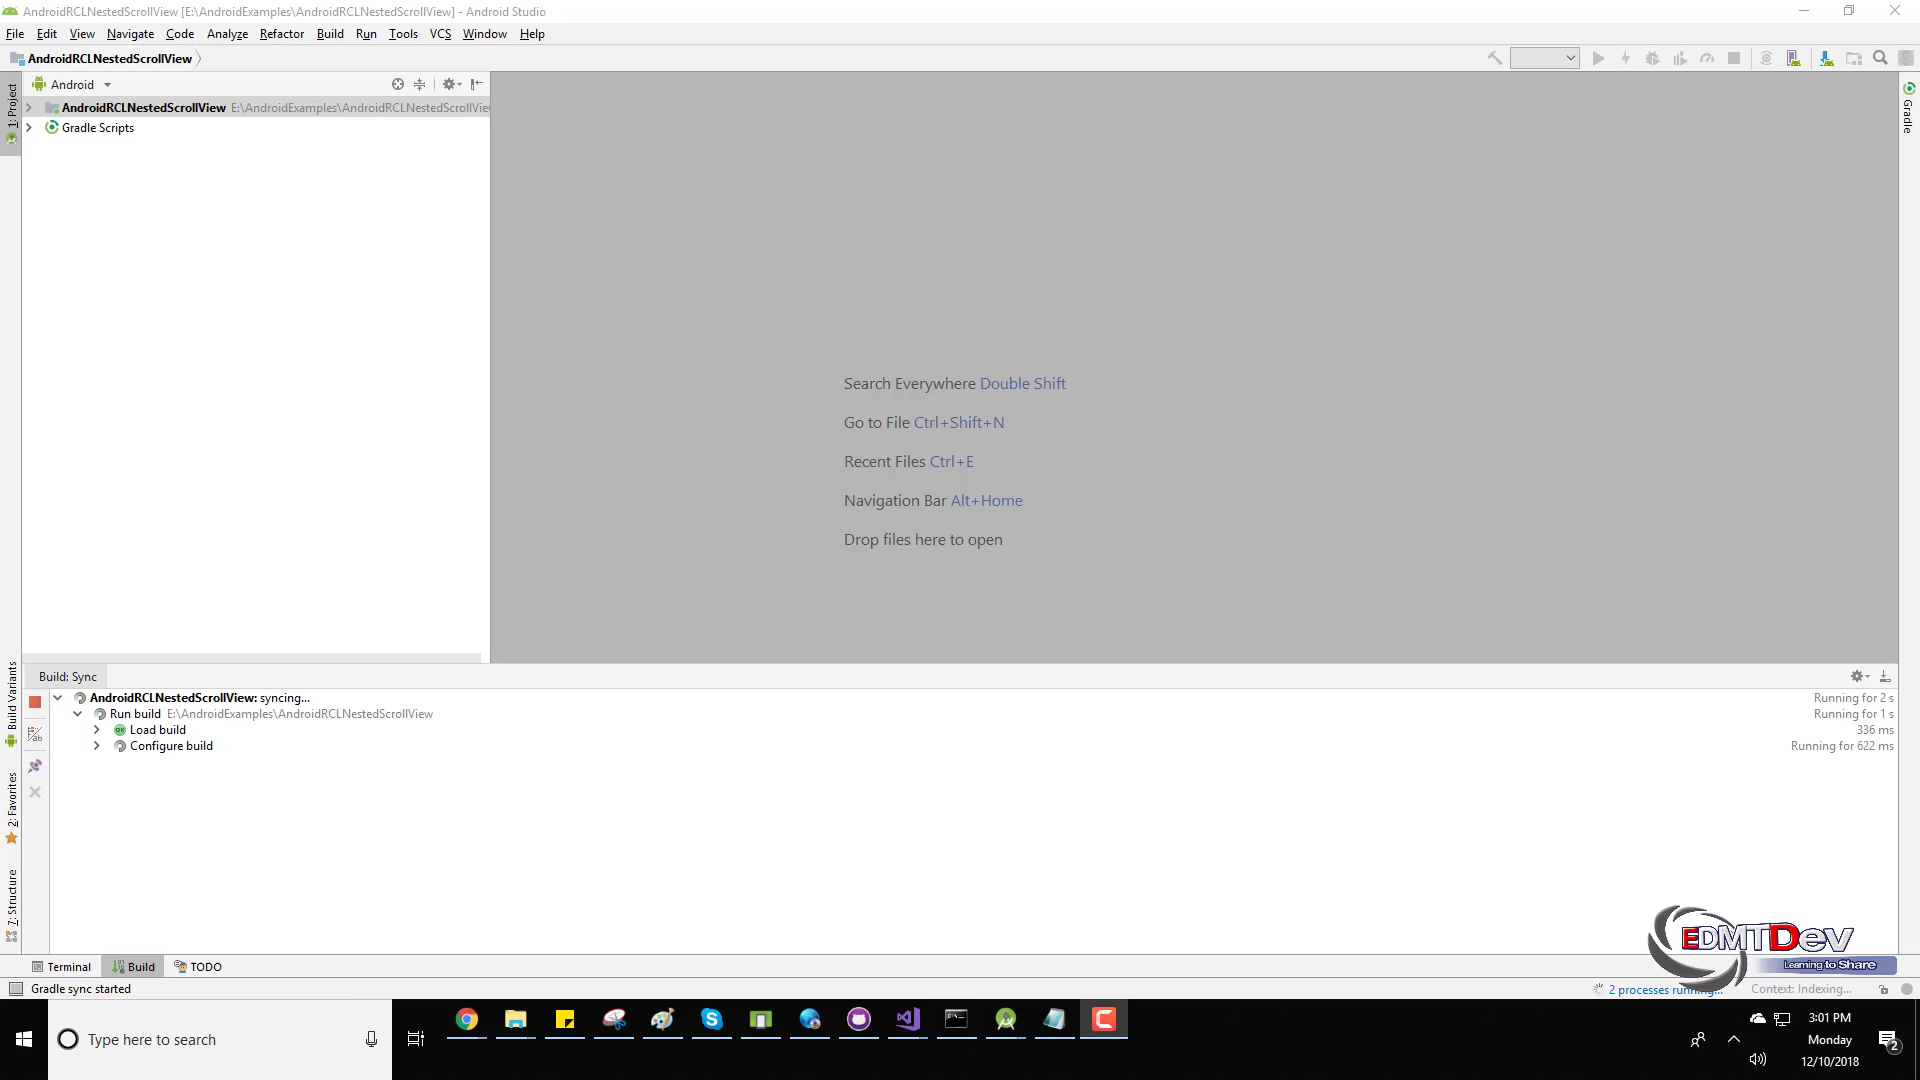 AndroidRCLNestedScrollView [E:\AndroidExamples\AndroidRCLNestedScrollView] - Android Studio
File Edit View Navigate Code Analyze Refactor Build Run Tools VCS Window Help
AndroidRCLNestedScrollView
Android
1: Project
AndroidRCLNestedScrollView E:\AndroidExamples\AndroidRCLNestedScrollVie
Gradle Scripts
Gradle
Search Everywhere Double Shift
Go to File Ctrl+Shift+N
Recent Files Ctrl+E
Navigation Bar Alt+Home
Drop files here to open
Build Variants
2: Favorites
7: Structure
Build: Sync
AndroidRCLNestedScrollView: syncing... Running for 2 s
Run build E:\AndroidExamples\AndroidRCLNestedScrollView Running for 1 s
Load build 336 ms
Configure build Running for 622 ms
EDMTDev
Learning to Share
Terminal Build TODO
Gradle sync started 2 processes running... Context: Indexing...
Type here to search
3:01 PM
Monday
12/10/2018
2